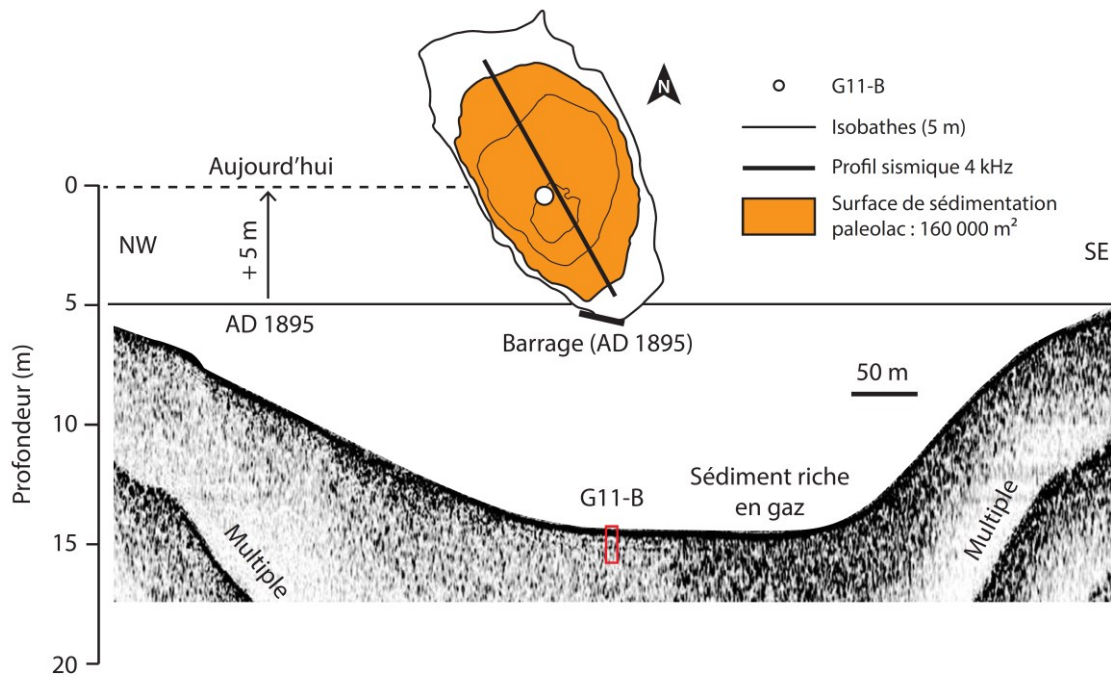 N
G11-B
Isobathes (5 m)
Profil sismique 4 kHz
Surface de sédimentation
paleolac : 160 000 m²
Aujourd'hui
0
NW
+ 5 m
SE
5
AD 1895
Barrage (AD 1895)
50 m
Profondeur (m)
10
G11-B
Sédiment riche
en gaz
15
Multiple
Multiple
20